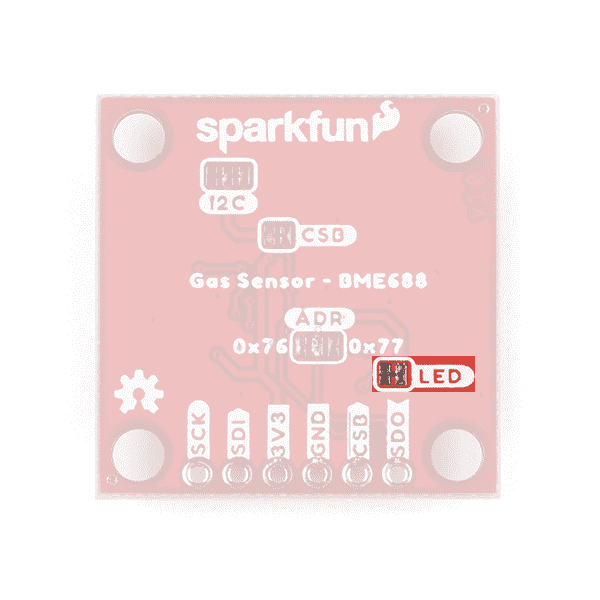 sparkfun
I2C
CSB
Gas Sensor - BME688
ADR
0x76 0x77
LED
SCK SDI 3V3 GND CSB SDO